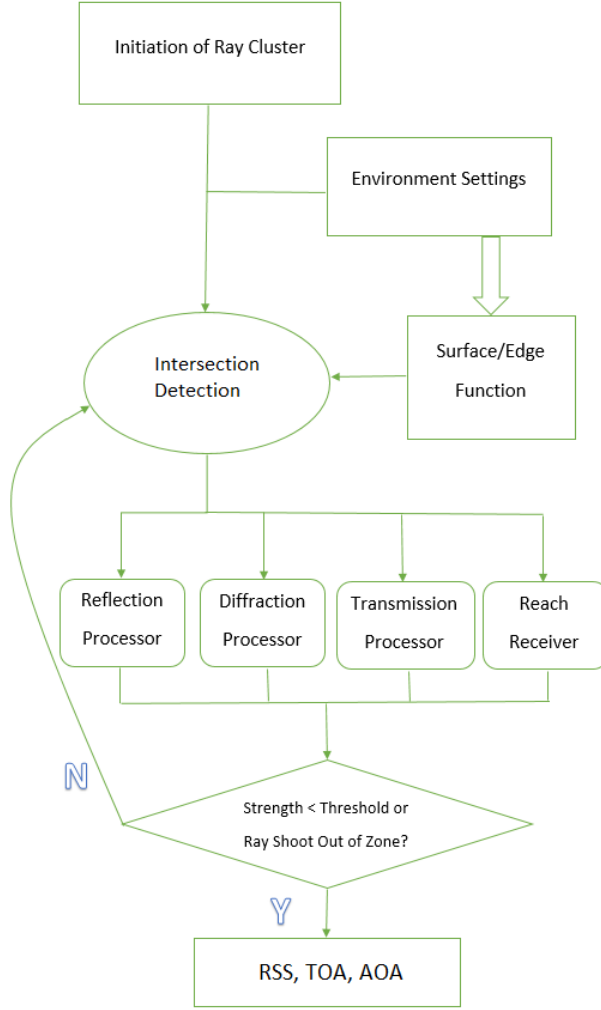 Initiation of Ray Cluster
Environment Settings
Surface/Edge
Function
Intersection
Detection
Reflection
Processor
Diffraction
Processor
Transmission
Processor
Reach
Receiver
N
Strength < Threshold or
Ray Shoot Out of Zone?
Y
RSS, TOA, AOA